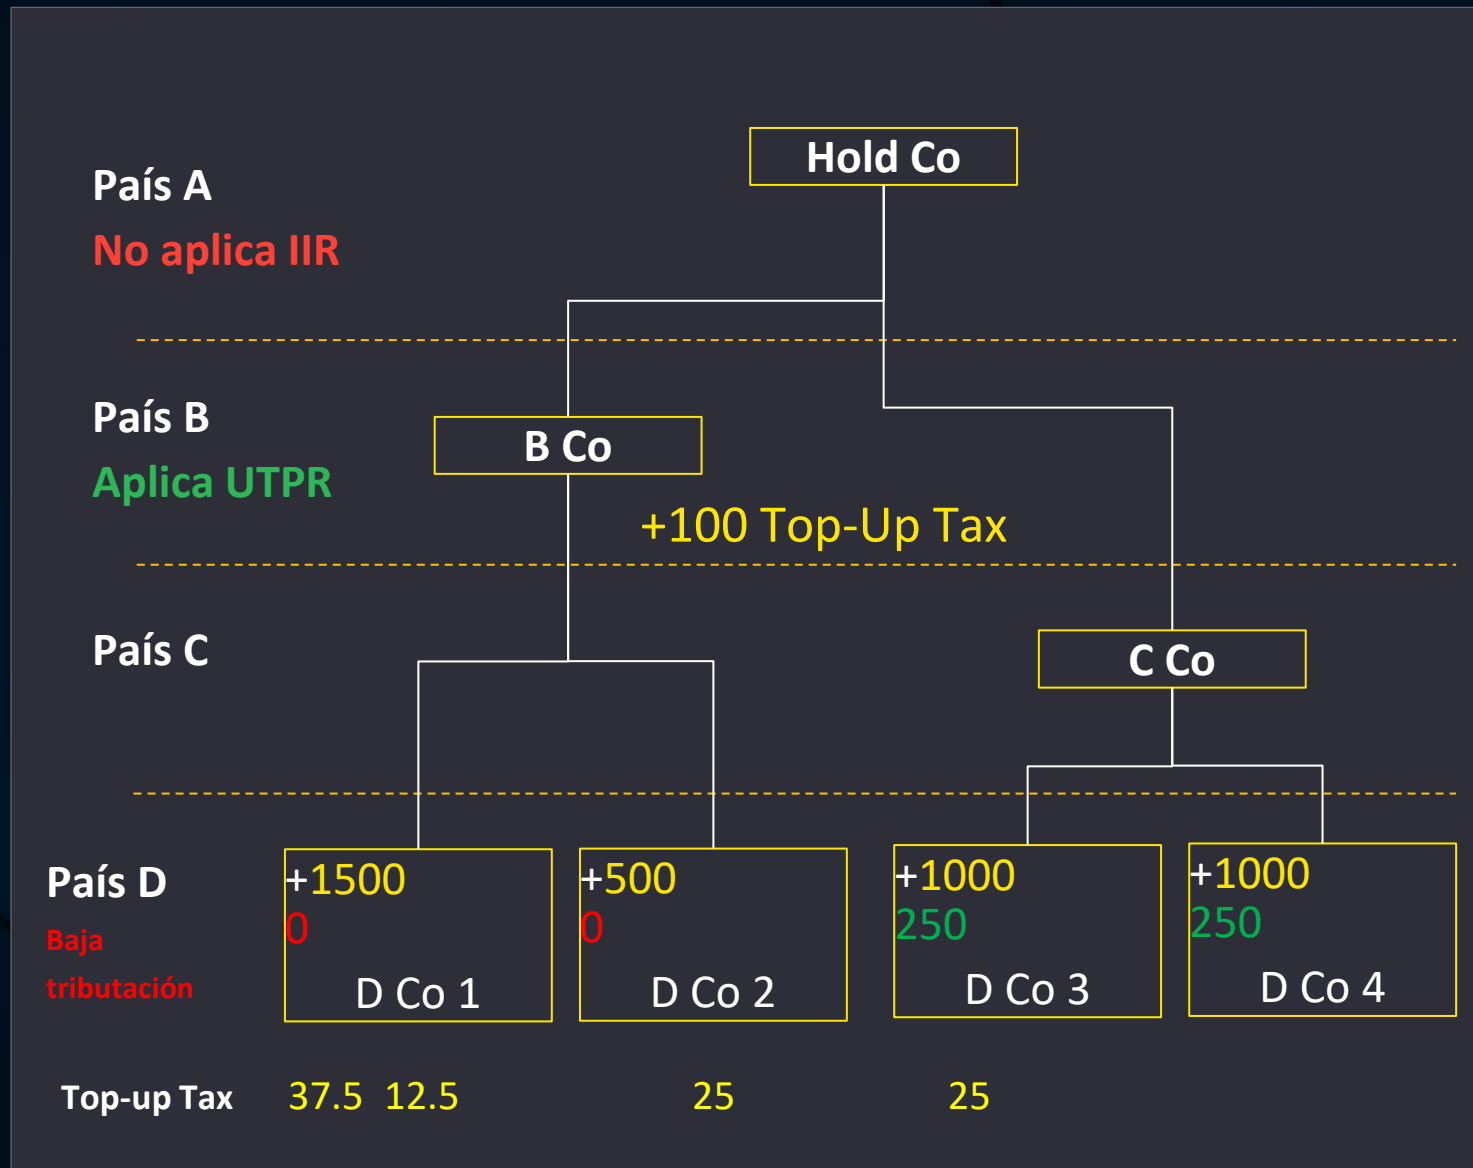 Hold Co
País A
No aplica IIR
País B
Aplica UTPR
B Co
+100 Top-Up Tax
País C
C Co
País D
Baja
tributación
+1500
0
D Co 1
+500
0
D Co 2
+1000
250
D Co 3
+1000
250
D Co 4
Top-up Tax 37.5 12.5 25 25